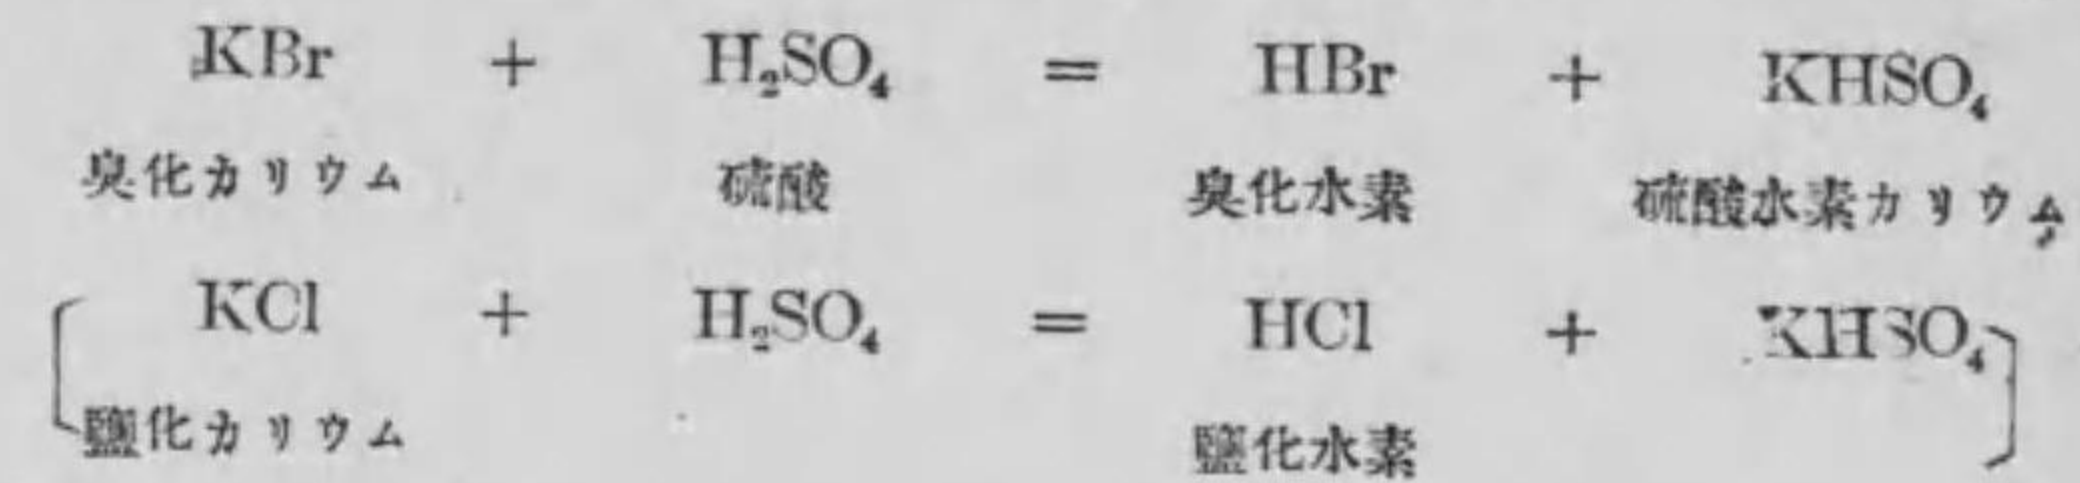 KBr + H₂SO₄ = HBr + KHSO₄
臭化カリウム 硫酸 臭化水素 硫酸水素カリウム
[KCl + H₂SO₄ = HCl + KHSO₄]
鹽化カリウム 鹽化水素